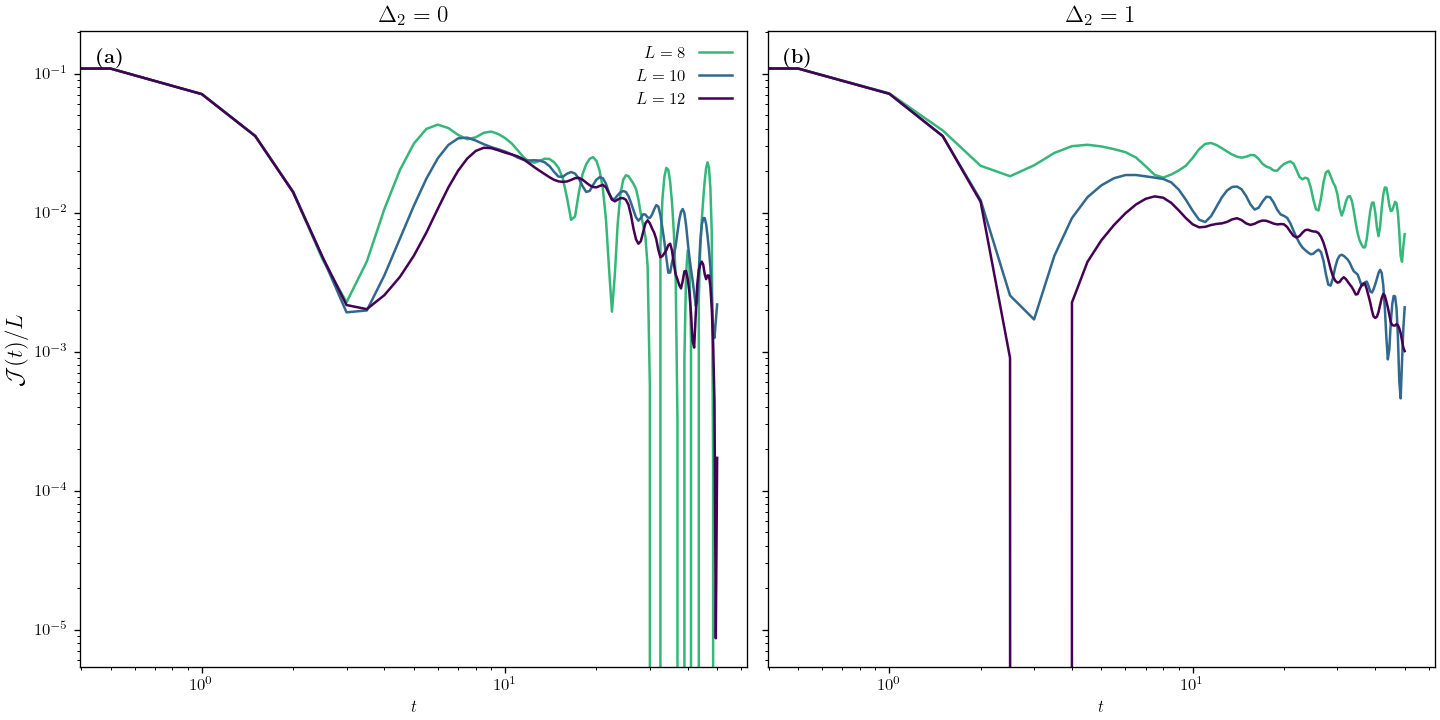 Δ₂ = 0
(a)
L = 8
L = 10
L = 12
10⁻¹
10⁻²
10⁻³
10⁻⁴
10⁻⁵
𝒥(t)/L
10⁰
10¹
t
Δ₂ = 1
(b)
10⁰
10¹
t